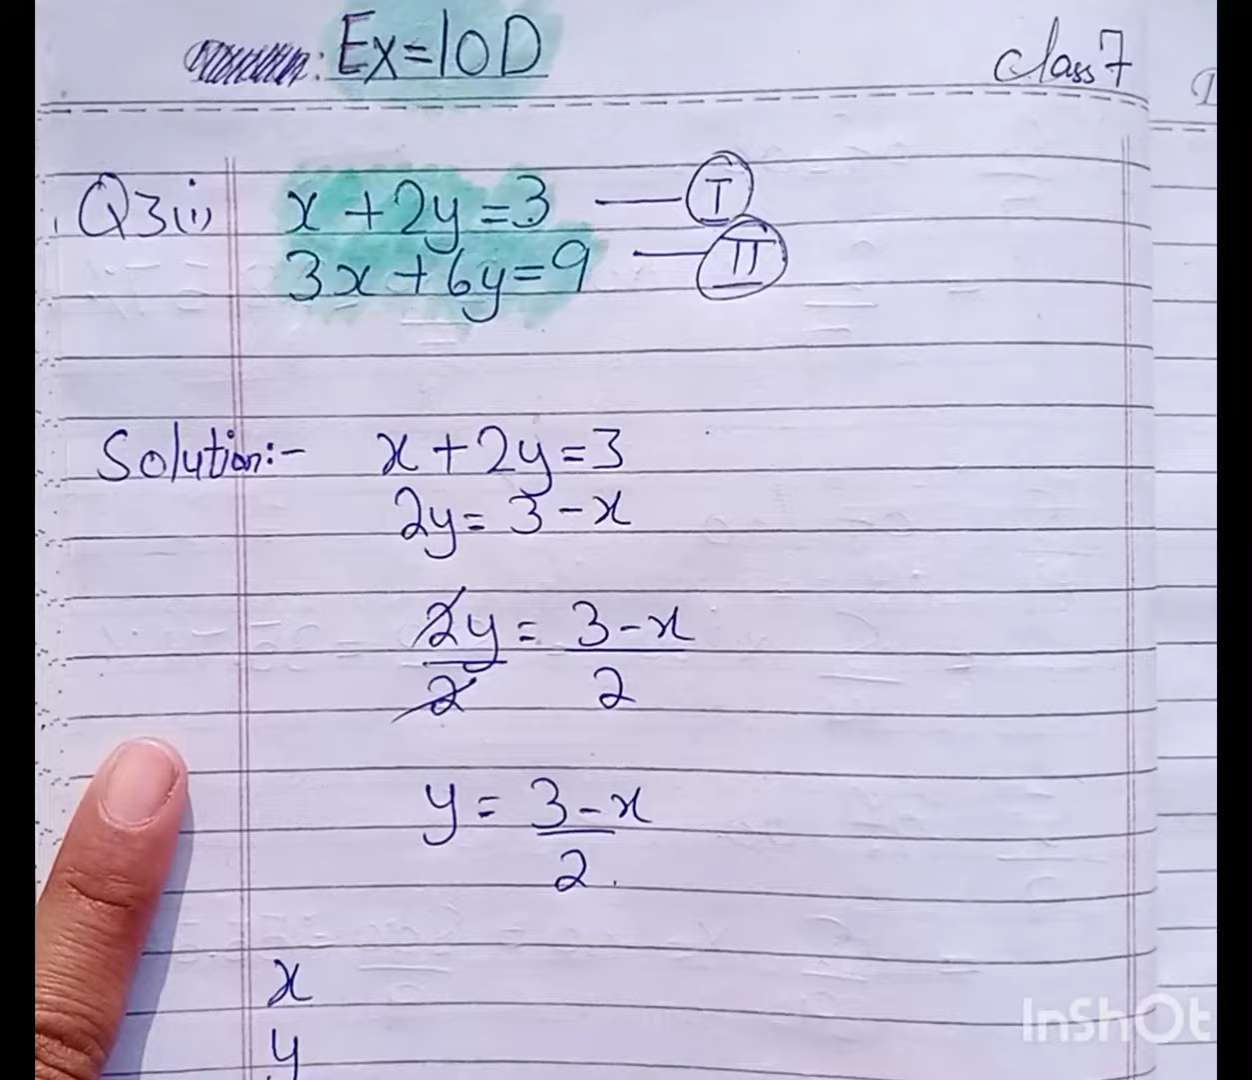 Ex=10D
Class 7
Q3(i) x + 2y = 3 — I
3x + 6y = 9 — II
Solution:- x + 2y = 3
2y = 3 - x
2y/2 = 3 - x/2
y = 3 - x/2
x
y
InShOt